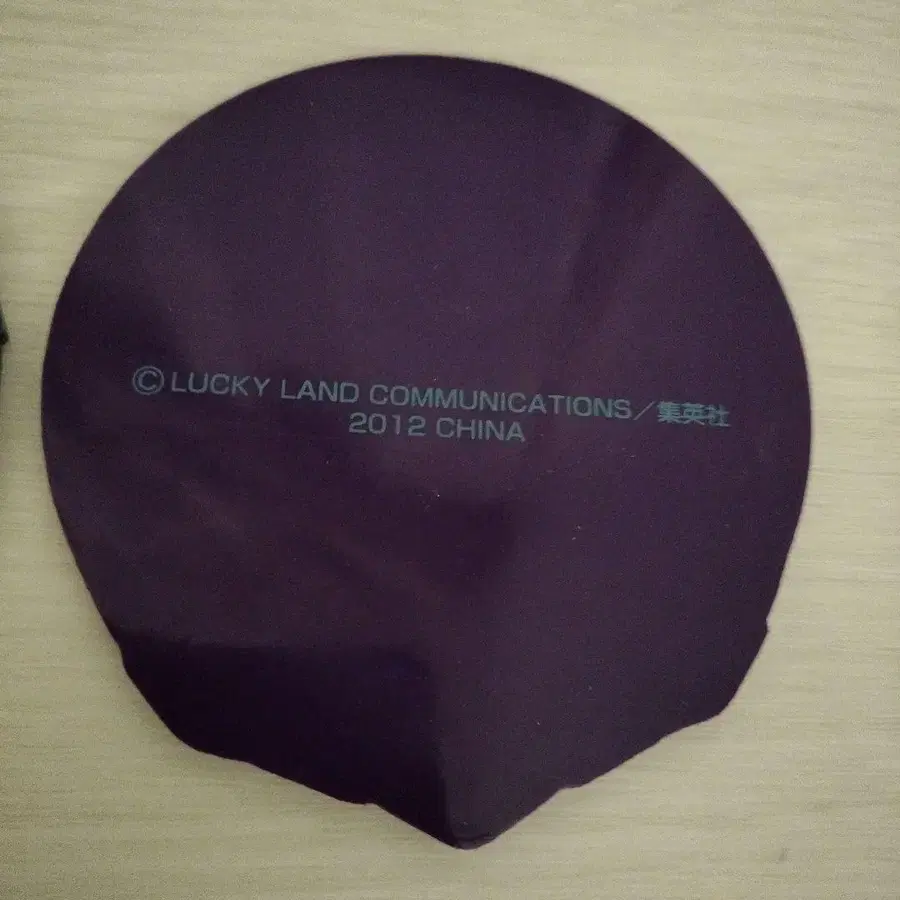 ©LUCKY LAND COMMUNICATIONS／集英社
2012 CHINA